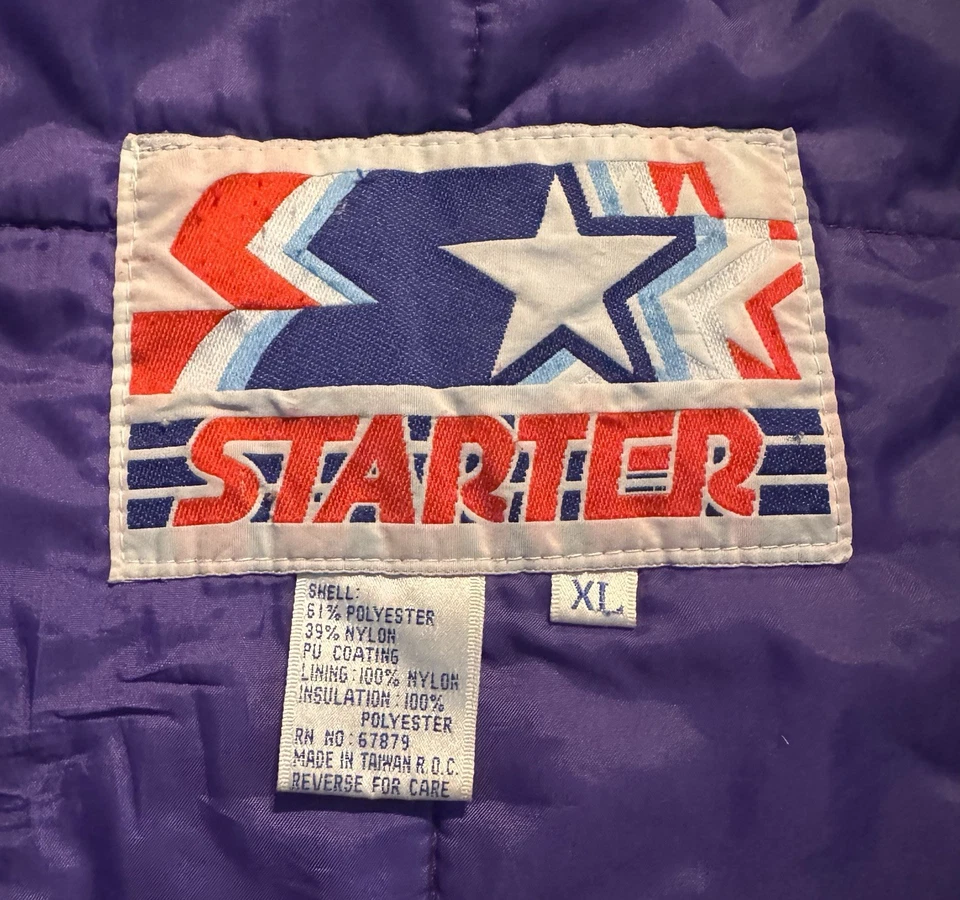 STARTER
XL
SHELL:
61% POLYESTER
39% NYLON
PU COATING
LINING:100% NYLON
INSULATION:100%
POLYESTER
RN NO:67879
MADE IN TAIWAN R.O.C.
REVERSE FOR CARE